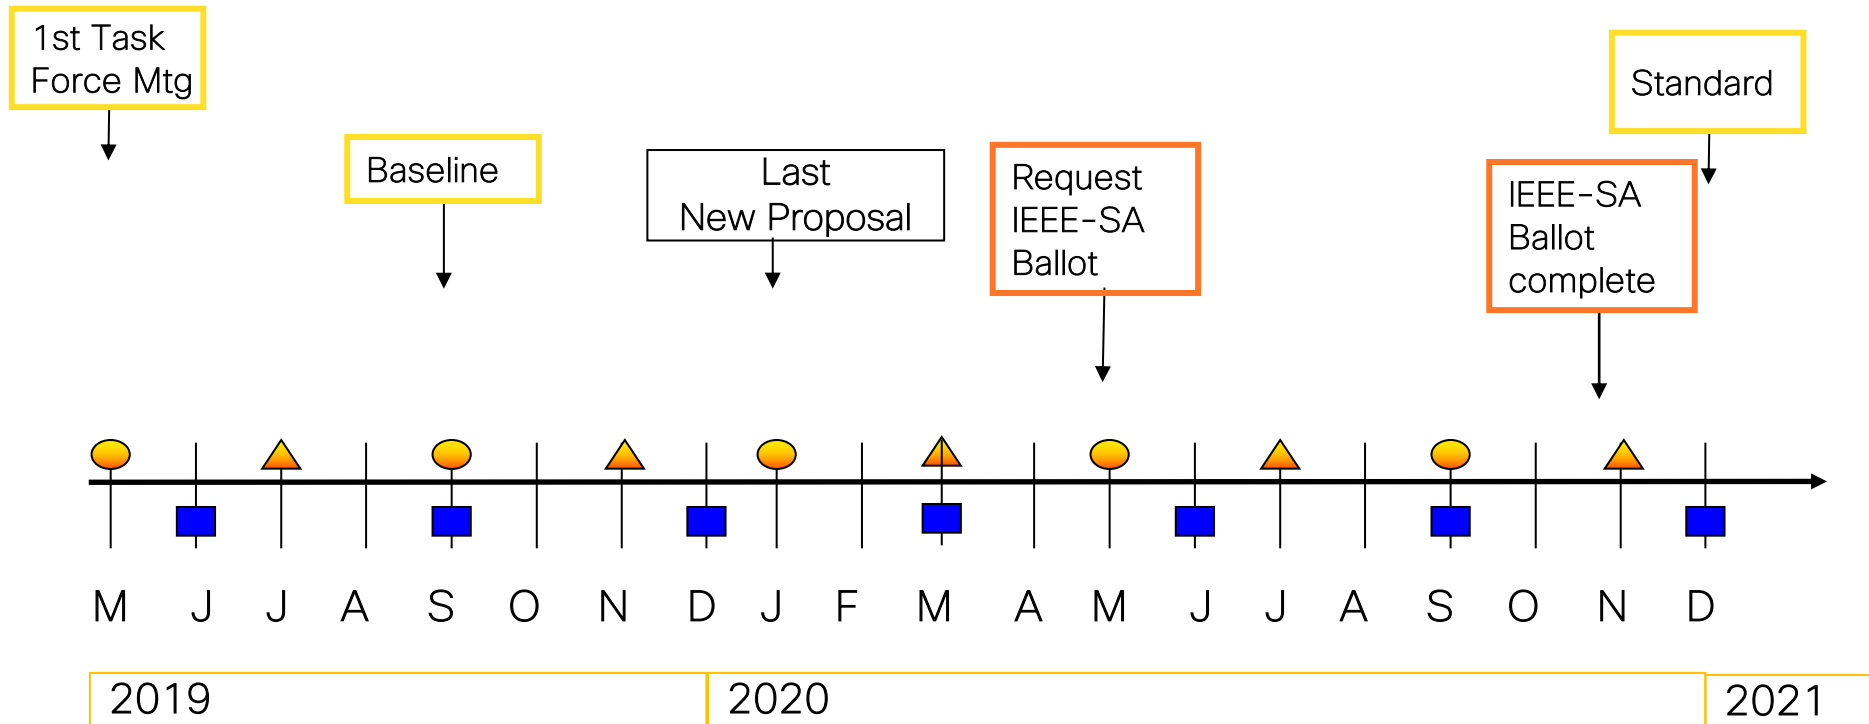 1st Task
Force Mtg
Standard
Baseline
Last
New Proposal
Request
IEEE-SA
Ballot
IEEE-SA
Ballot
complete
M J J A S O N D J F M A M J J A S O N D
2019 2020 2021